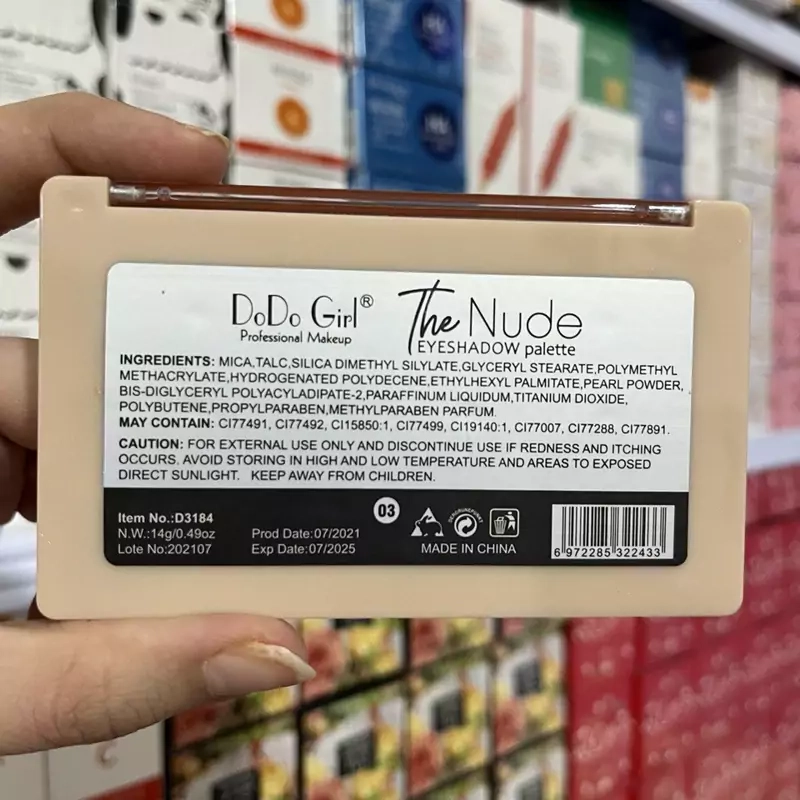 DoDo Girl®
Professional Makeup
The Nude
EYESHADOW palette
INGREDIENTS: MICA,TALC,SILICA DIMETHYL SILYLATE,GLYCERYL STEARATE,POLYMETHYL
METHACRYLATE,HYDROGENATED POLYDECENE,ETHYLHEXYL PALMITATE,PEARL POWDER,
BIS-DIGLYCERYL POLYACYLADIPATE-2,PARAFFINUM LIQUIDUM,TITANIUM DIOXIDE,
POLYBUTENE,PROPYLPARABEN,METHYLPARABEN PARFUM.
MAY CONTAIN: CI77491, CI77492, CI15850:1, CI77499, CI19140:1, CI77007, CI77288, CI77891.
CAUTION: FOR EXTERNAL USE ONLY AND DISCONTINUE USE IF REDNESS AND ITCHING
OCCURS. AVOID STORING IN HIGH AND LOW TEMPERATURE AND AREAS TO EXPOSED
DIRECT SUNLIGHT. KEEP AWAY FROM CHILDREN.
03
Item No.:D3184
N.W.:14g/0.49oz
Lote No:202107
Prod Date:07/2021
Exp Date:07/2025
MADE IN CHINA
6 972285 322433